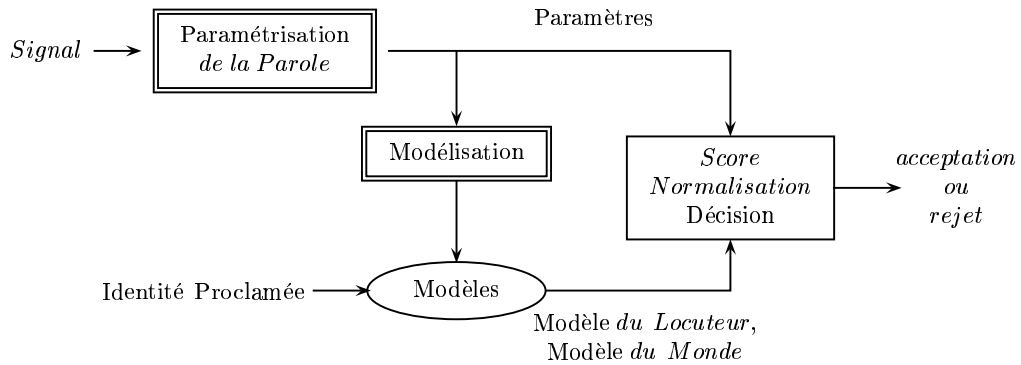 Paramètres
Signal
Paramétrisation
de la Parole
Modélisation
Score
Normalisation
Décision
acceptation
ou
rejet
Identité Proclamée
Modèles
Modèle du Locuteur,
Modèle du Monde